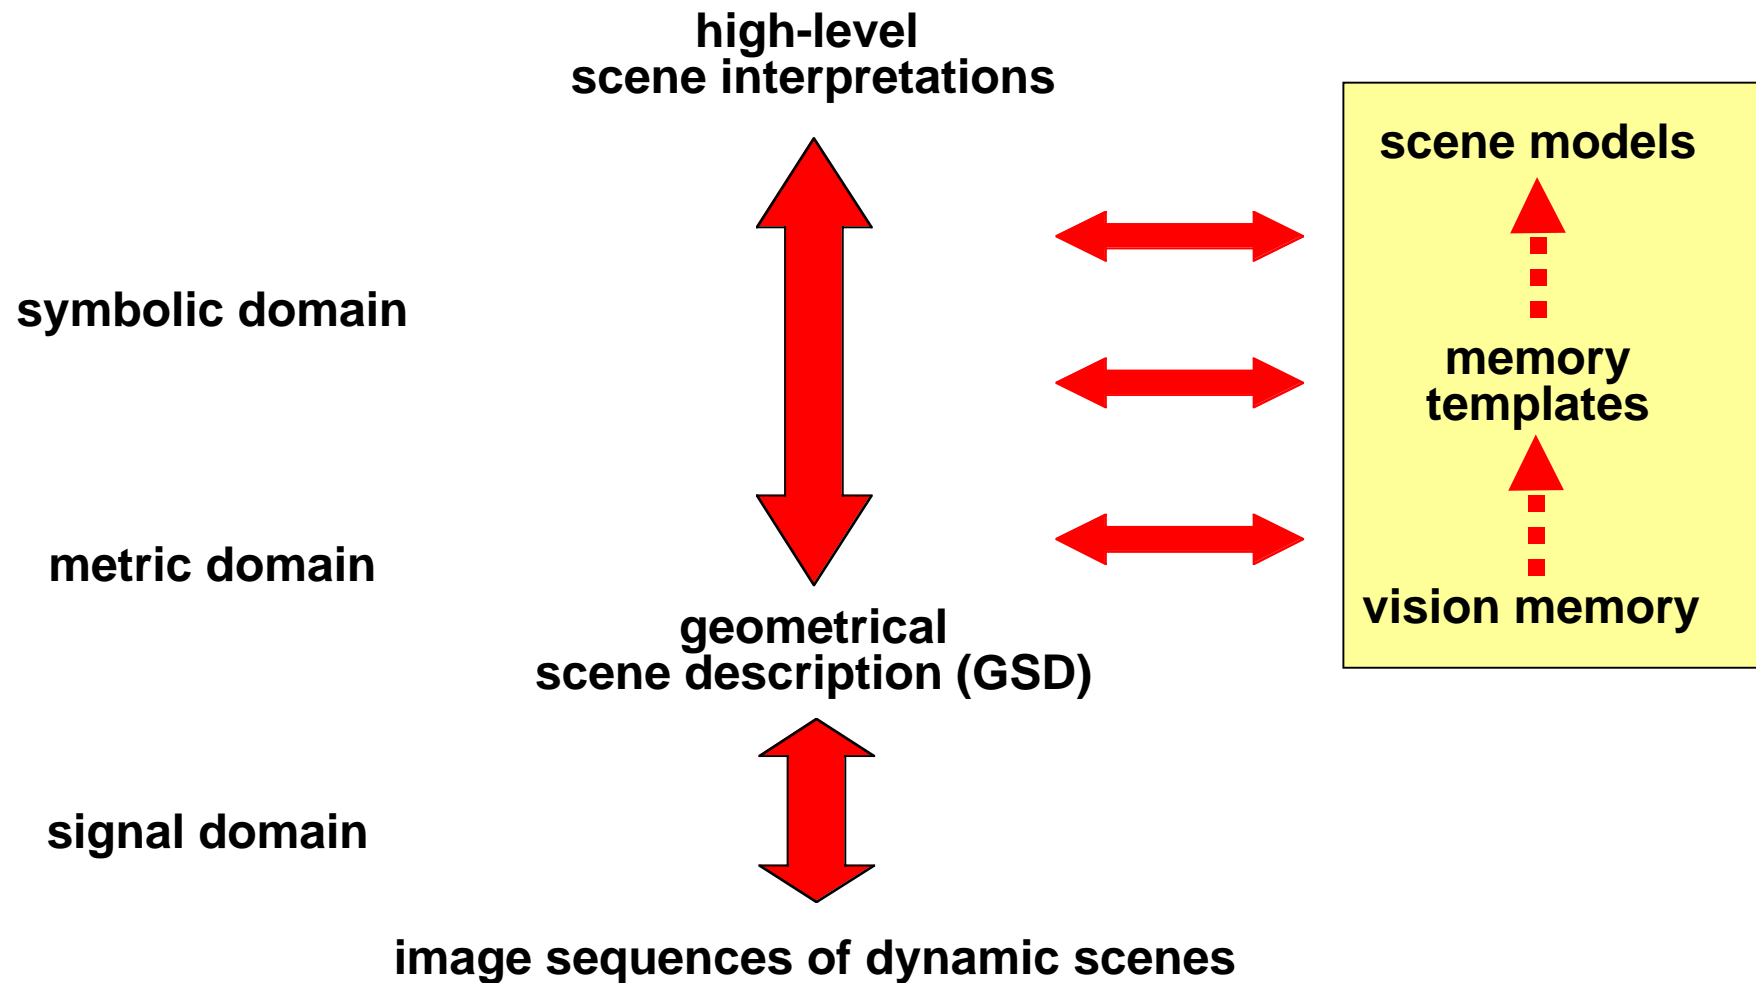 high-level
scene interpretations
scene models
symbolic domain
memory
templates
metric domain
vision memory
geometrical
scene description (GSD)
signal domain
image sequences of dynamic scenes